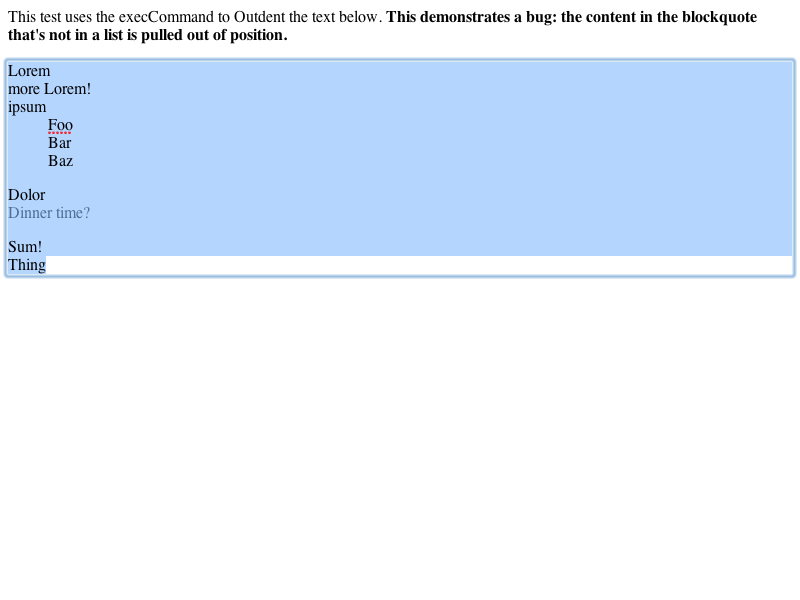 This test uses the execCommand to Outdent the text below. This demonstrates a bug: the content in the blockquote
that's not in a list is pulled out of position.
Lorem
more Lorem!
ipsum
Foo
Bar
Baz
Dolor
Dinner time?
Sum!
Thing